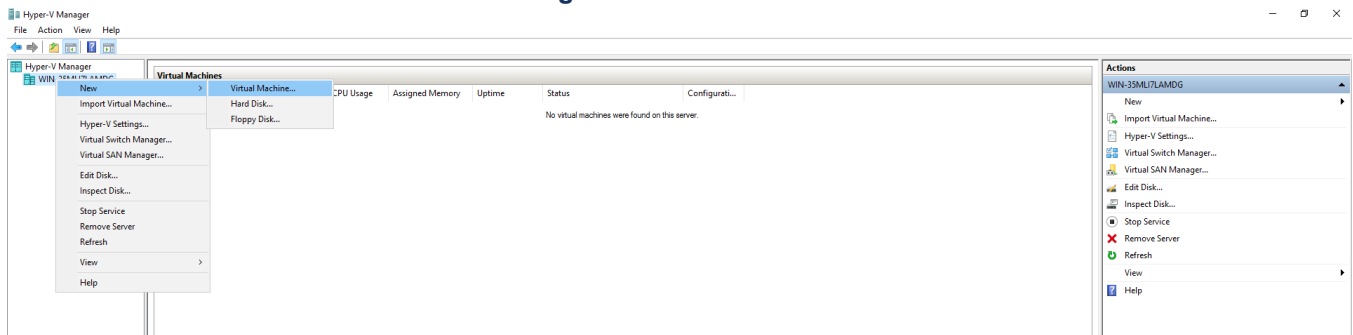 g
Hyper-V Manager
File Action View Help
Hyper-V Manager
WIN-35MLI7LAMDG
New
Virtual Machine...
Import Virtual Machine...
Hard Disk...
Floppy Disk...
Hyper-V Settings...
Virtual Switch Manager...
Virtual SAN Manager...
Edit Disk...
Inspect Disk...
Stop Service
Remove Server
Refresh
View
Help
Virtual Machines
CPU Usage Assigned Memory Uptime Status Configurati...
No virtual machines were found on this server.
Actions
WIN-35MLI7LAMDG
New
Import Virtual Machine...
Hyper-V Settings...
Virtual Switch Manager...
Virtual SAN Manager...
Edit Disk...
Inspect Disk...
Stop Service
Remove Server
Refresh
View
Help